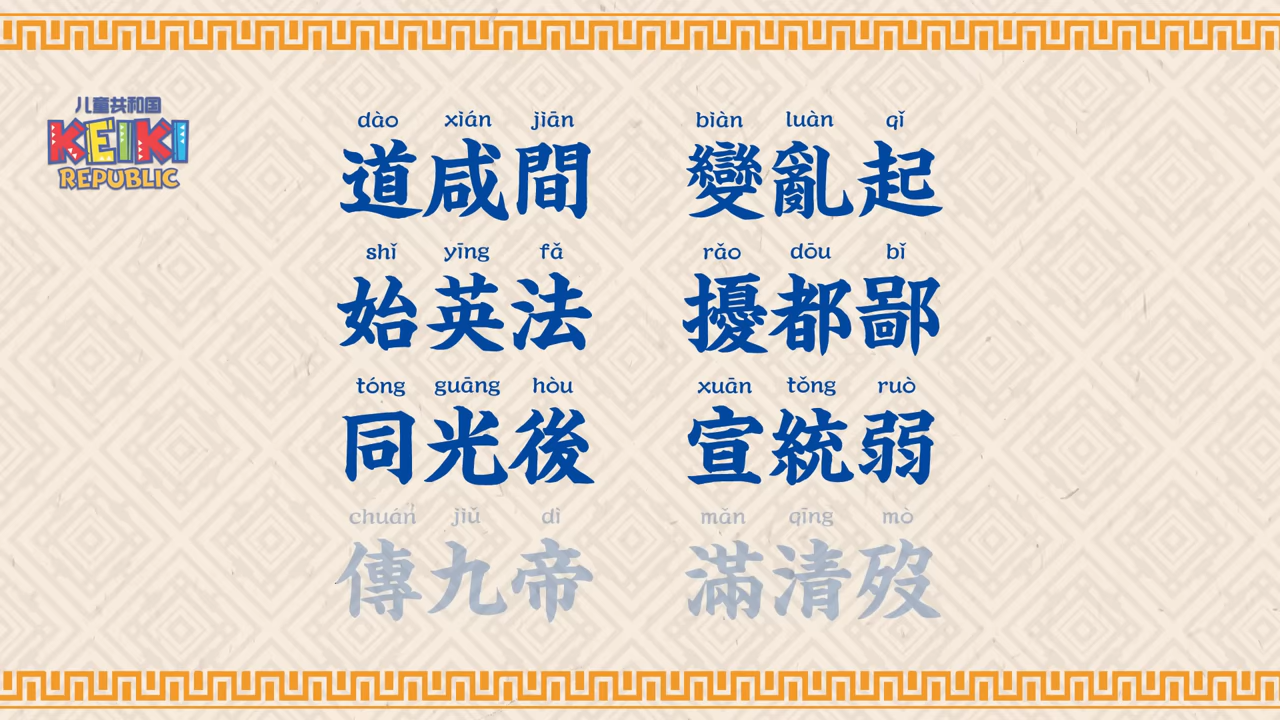 儿童共和国
KEIKI
REPUBLIC
dào xián jiān biàn luàn qǐ
道咸間 變亂起
shǐ yīng fǎ rǎo dōu bǐ
始英法 擾都鄙
tóng guāng hòu xuān tǒng ruò
同光後 宣統弱
chuán jiǔ dì mǎn qīng mò
傳九帝 滿清歿